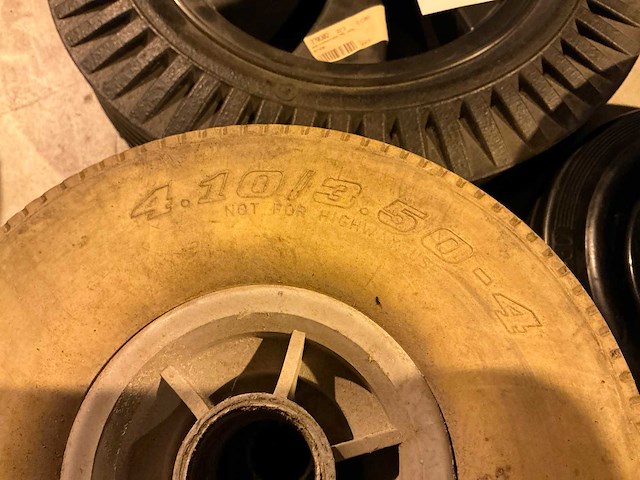 4.10/3.50-4
NOT FOR HIGHWAY USE